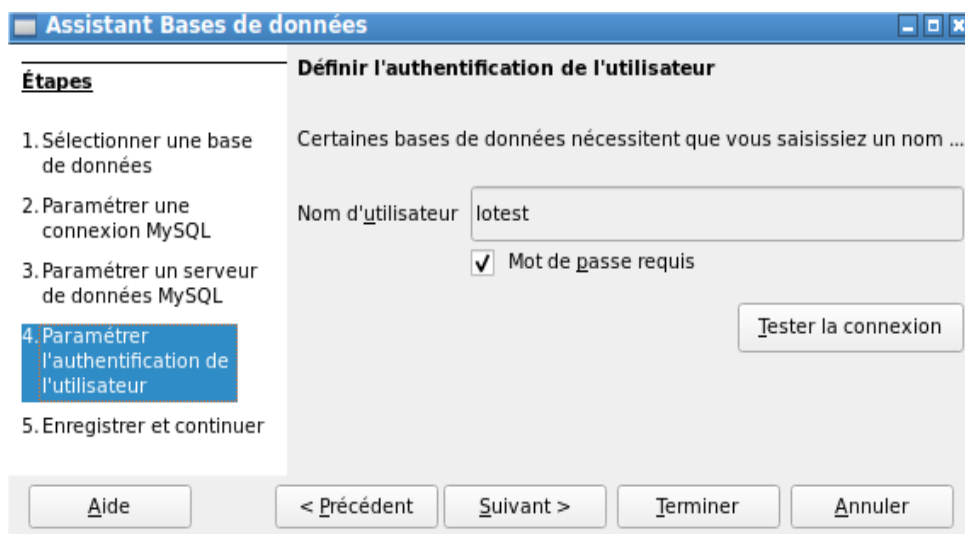 Assistant Bases de données
Étapes
1. Sélectionner une base
de données
2. Paramétrer une
connexion MySQL
3. Paramétrer un serveur
de données MySQL
4. Paramétrer
l'authentification de
l'utilisateur
5. Enregistrer et continuer
Définir l'authentification de l'utilisateur
Certaines bases de données nécessitent que vous saisissiez un nom ...
Nom d'utilisateur lotest
Mot de passe requis
Tester la connexion
Aide
< Précédent
Suivant >
Terminer
Annuler